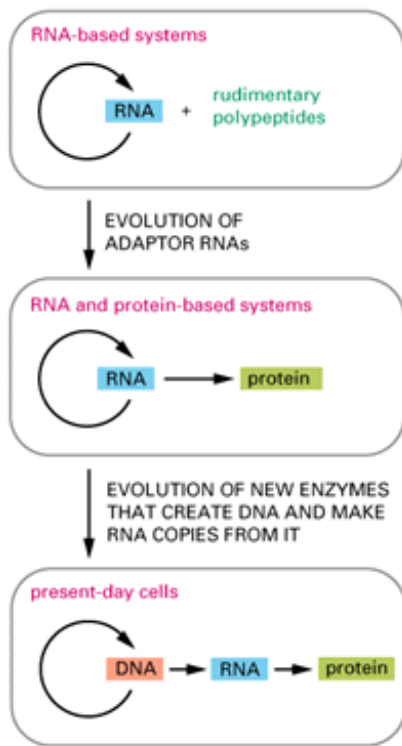 RNA-based systems
RNA + rudimentary
polypeptides
EVOLUTION OF
ADAPTOR RNAs
RNA and protein-based systems
RNA protein
EVOLUTION OF NEW ENZYMES
THAT CREATE DNA AND MAKE
RNA COPIES FROM IT
present-day cells
DNA RNA protein